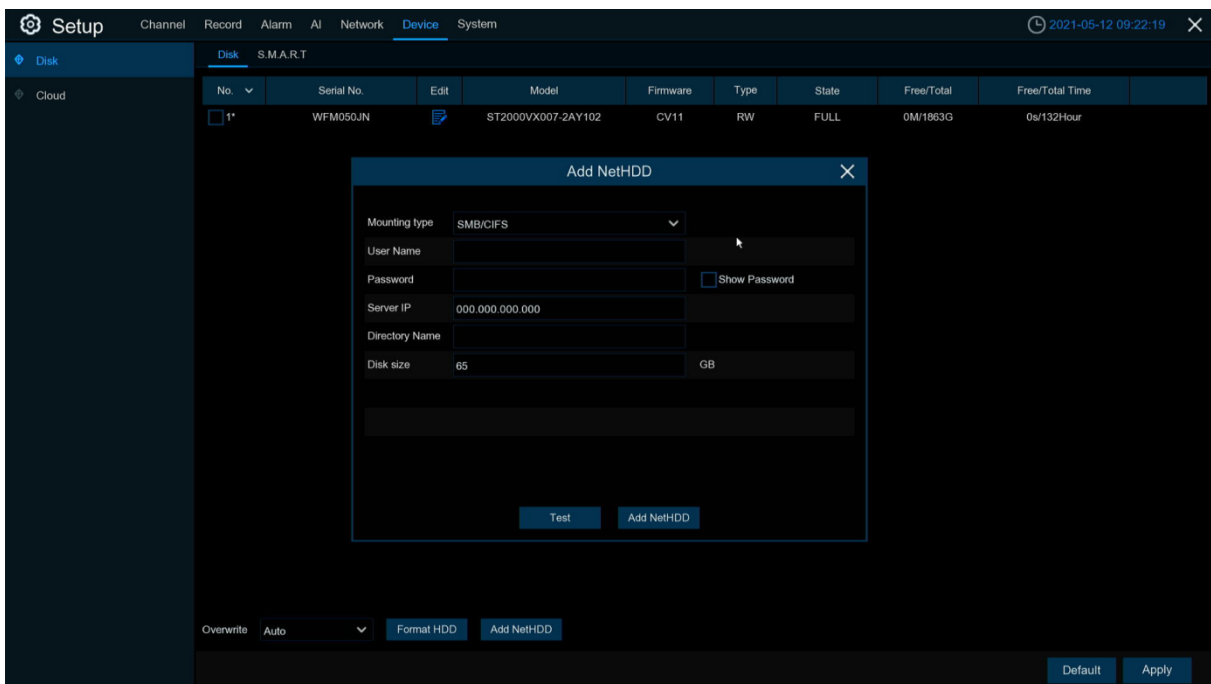 Setup Channel Record Alarm AI Network Device System 2021-05-12 09:22:19
Disk
Cloud
Disk S.M.A.R.T
No. Serial No. Edit Model Firmware Type State Free/Total Free/Total Time
1* WFM050JN ST2000VX007-2AY102 CV11 RW FULL 0M/1863G 0s/132Hour
Add NetHDD
Mounting type SMB/CIFS
User Name
Password Show Password
Server IP 000.000.000.000
Directory Name
Disk size 65 GB
Test Add NetHDD
Overwrite Auto Format HDD Add NetHDD
Default Apply